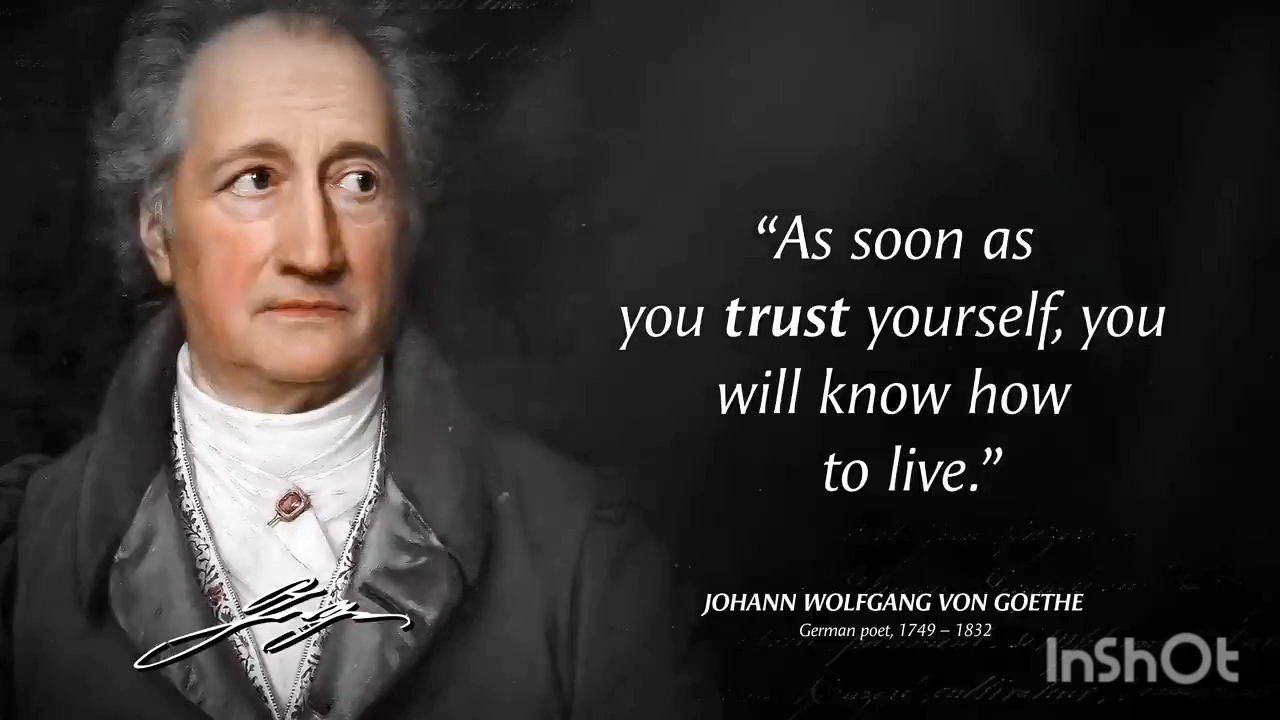 “As soon as
you trust yourself, you
will know how
to live.”
JOHANN WOLFGANG VON GOETHE
German poet, 1749 – 1832
InShOt